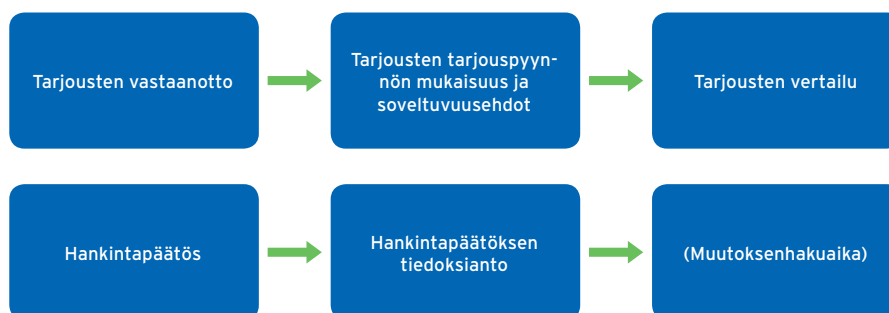 Tarjousten vastaanotto
Tarjousten tarjouspyyn-
nön mukaisuus ja
soveltuvuusehdot
Tarjousten vertailu
Hankintapäätös
Hankintapäätöksen
tiedoksianto
(Muutoksenhakuaika)